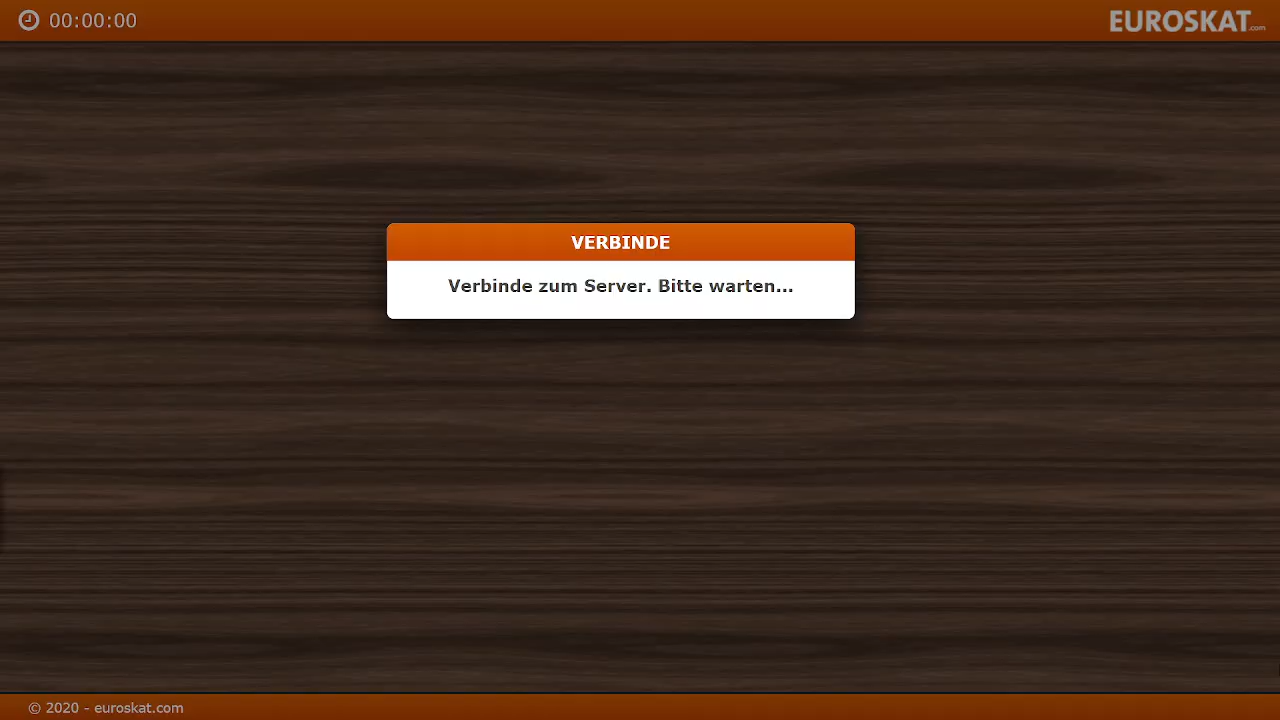 00:00:00
EUROSKAT.com
VERBINDE
Verbinde zum Server. Bitte warten...
© 2020 - euroskat.com